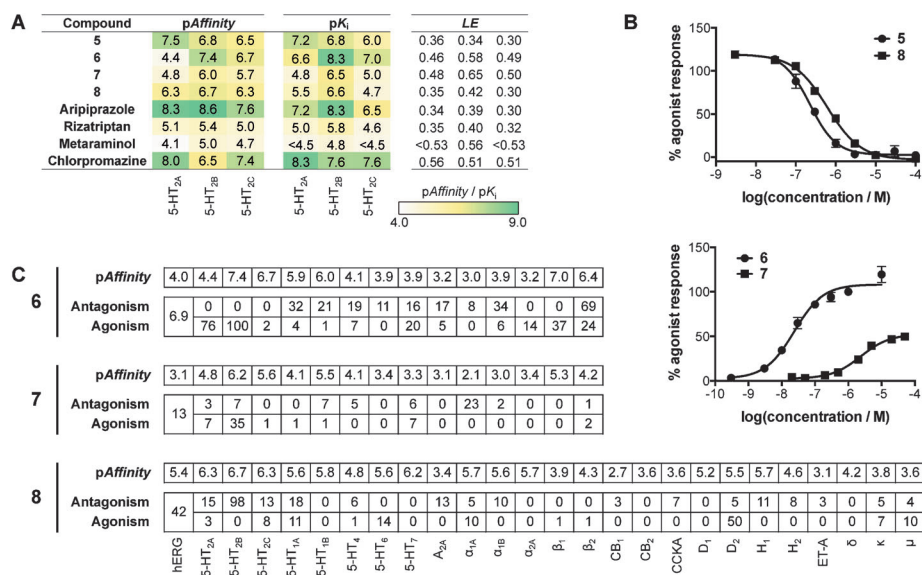 A
Compound pAffinity pKi LE
5 7.5 6.8 6.5 7.2 6.8 6.0 0.36 0.34 0.30
6 4.4 7.4 6.7 6.6 8.3 7.0 0.46 0.58 0.49
7 4.8 6.0 5.7 4.8 6.5 5.0 0.48 0.65 0.50
8 6.3 6.7 6.3 5.5 6.6 4.7 0.35 0.42 0.30
Aripiprazole 8.3 8.6 7.6 7.2 8.3 6.5 0.34 0.39 0.30
Rizatriptan 5.1 5.4 5.0 5.0 5.8 4.6 0.35 0.40 0.32
Metaraminol 4.1 5.0 4.7 <4.5 4.8 <4.5 <0.53 0.56 <0.53
Chlorpromazine 8.0 6.5 7.4 8.3 7.6 7.6 0.56 0.51 0.51
5-HT2A 5-HT2B 5-HT2C 5-HT2A 5-HT2B 5-HT2C
pAffinity / pKi
4.0 9.0
B
% agonist response
150
100
50
0
5
8
-9 -8 -7 -6 -5 -4
log(concentration / M)
% agonist response
150
100
50
0
6
7
-10 -9 -8 -7 -6 -5 -4
log(concentration / M)
C
6
pAffinity 4.0 4.4 7.4 6.7 5.9 6.0 4.1 3.9 3.9 3.2 3.0 3.9 3.2 7.0 6.4
6.9
Antagonism 0 0 0 32 21 19 11 16 17 8 34 0 0 69
Agonism 76 100 2 4 1 7 0 20 5 0 6 14 37 24
7
pAffinity 3.1 4.8 6.2 5.6 4.1 5.5 4.1 3.4 3.3 3.1 2.1 3.0 3.4 5.3 4.2
13
Antagonism 3 7 0 0 7 5 0 6 0 23 2 0 0 1
Agonism 7 35 1 1 1 0 0 7 0 0 0 0 0 2
8
pAffinity 5.4 6.3 6.7 6.3 5.6 5.8 4.8 5.6 6.2 3.4 5.7 5.6 5.7 3.9 4.3 2.7 3.6 3.6 5.2 5.5 5.7 4.6 3.1 4.2 3.8 3.6
42
Antagonism 15 98 13 18 0 6 0 0 13 5 10 0 0 0 3 0 7 0 5 11 8 3 0 5 4
Agonism 3 0 8 11 0 1 14 0 0 10 0 0 1 1 0 0 0 0 50 0 0 0 0 7 10
hERG 5-HT2A 5-HT2B 5-HT2C 5-HT1A 5-HT1B 5-HT4 5-HT6 5-HT7 A2A α1A α1B α2A β1 β2 CB1 CB2 CCKA D1 D2 H1 H2 ET-A δ κ μ